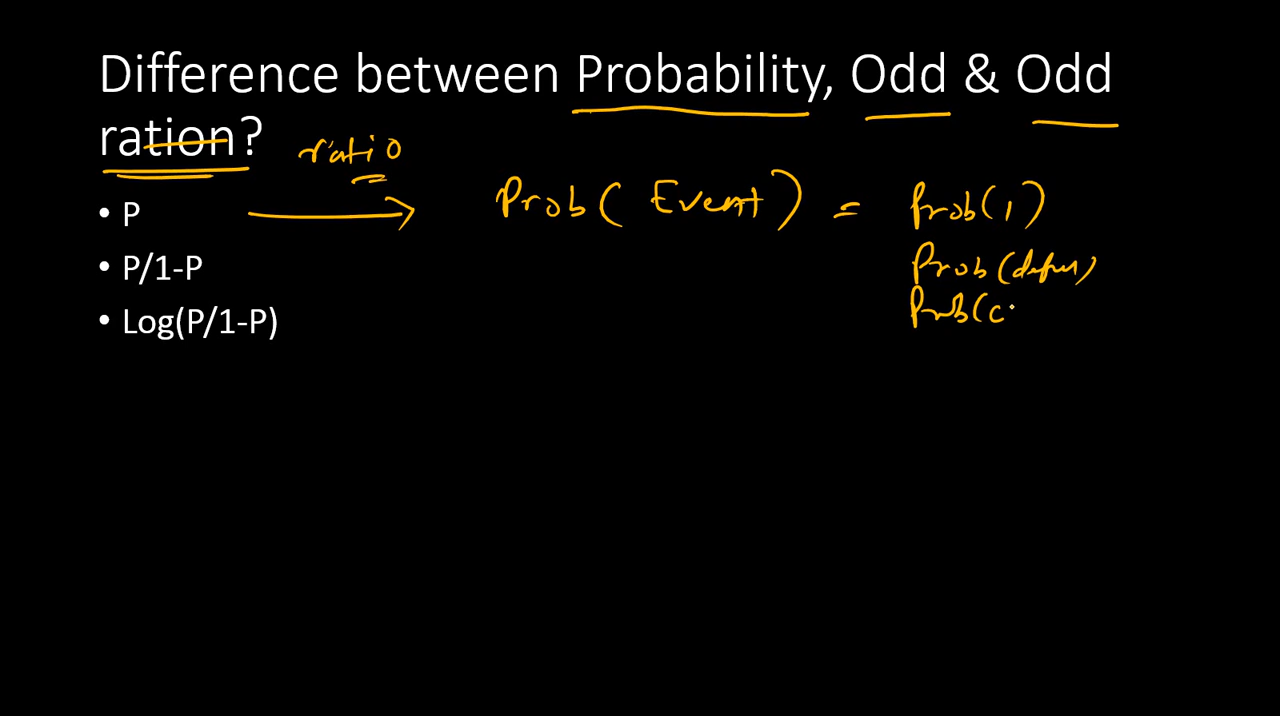 Difference between Probability, Odd & Odd
ration?
ratio
• P
Prob( Event ) = Prob(1)
• P/1-P
Prob(
• Log(P/1-P)
Prob(c